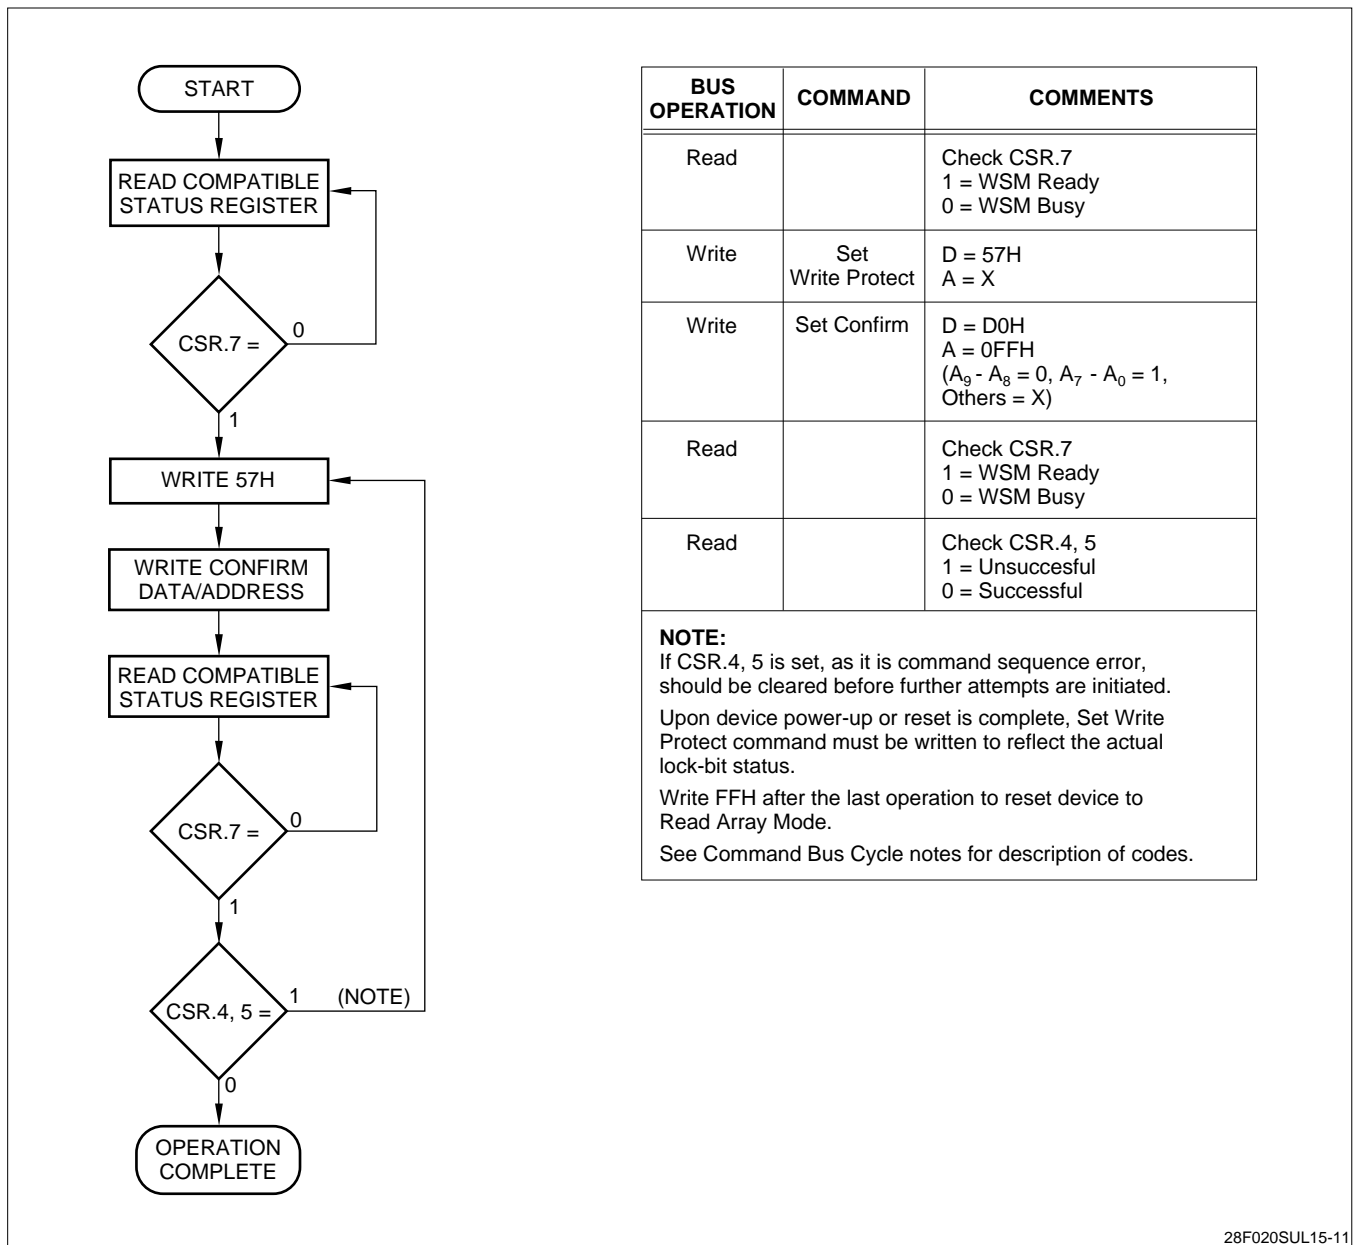 START
READ COMPATIBLE
STATUS REGISTER
CSR.7 =
0
1
WRITE 57H
WRITE CONFIRM
DATA/ADDRESS
READ COMPATIBLE
STATUS REGISTER
CSR.7 =
0
1
CSR.4, 5 =
1
(NOTE)
0
OPERATION
COMPLETE
BUS
OPERATION
COMMAND
COMMENTS
Read
Check CSR.7
1 = WSM Ready
0 = WSM Busy
Write
Set
Write Protect
D = 57H
A = X
Write
Set Confirm
D = D0H
A = 0FFH
(A9 - A8 = 0, A7 - A0 = 1,
Others = X)
Read
Check CSR.7
1 = WSM Ready
0 = WSM Busy
Read
Check CSR.4, 5
1 = Unsuccesful
0 = Successful
NOTE:
If CSR.4, 5 is set, as it is command sequence error,
should be cleared before further attempts are initiated.
Upon device power-up or reset is complete, Set Write
Protect command must be written to reflect the actual
lock-bit status.
Write FFH after the last operation to reset device to
Read Array Mode.
See Command Bus Cycle notes for description of codes.
28F020SUL15-11